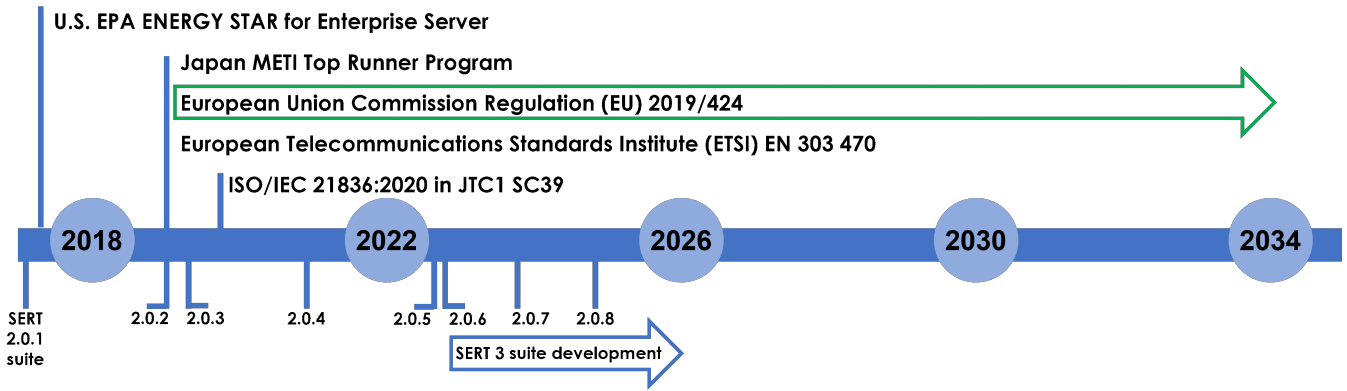 U.S. EPA ENERGY STAR for Enterprise Server
Japan METI Top Runner Program
European Union Commission Regulation (EU) 2019/424
European Telecommunications Standards Institute (ETSI) EN 303 470
ISO/IEC 21836:2020 in JTC1 SC39
2018
2022
2026
2030
2034
SERT
2.0.1
suite
2.0.2
2.0.3
2.0.4
2.0.5
2.0.6
2.0.7
2.0.8
SERT 3 suite development